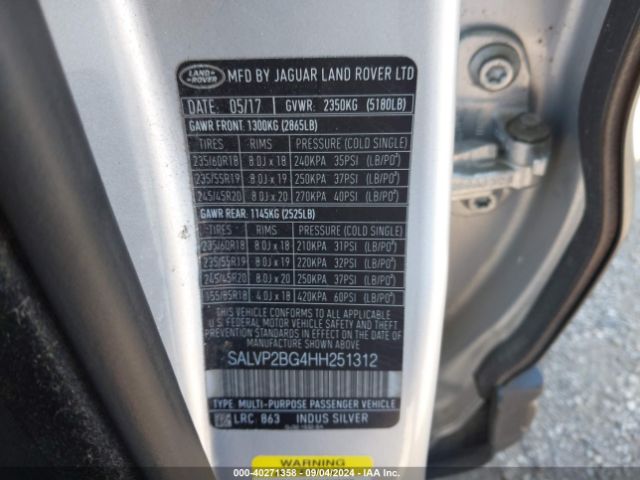 LAND ROVER MFD BY JAGUAR LAND ROVER LTD
DATE: 05/17 GVWR: 2350KG (5180LB)
GAWR FRONT: 1300KG (2865LB)
TIRES RIMS PRESSURE (COLD SINGLE)
235/60R18 8.0J x 18 240KPA 35PSI (LB/PO²)
235/55R19 8.0J x 19 250KPA 37PSI (LB/PO²)
245/45R20 8.0J x 20 270KPA 40PSI (LB/PO²)
GAWR REAR: 1145KG (2525LB)
TIRES RIMS PRESSURE (COLD SINGLE)
235/60R18 8.0J x 18 210KPA 31PSI (LB/PO²)
235/55R19 8.0J x 19 220KPA 32PSI (LB/PO²)
245/45R20 8.0J x 20 250KPA 37PSI (LB/PO²)
155/85R18 4.0J x 18 420KPA 60PSI (LB/PO²)
THIS VEHICLE CONFORMS TO ALL APPLICABLE
U.S. FEDERAL MOTOR VEHICLE SAFETY AND THEFT
PREVENTION STANDARDS IN EFFECT ON THE DATE OF
MANUFACTURE SHOWN ABOVE.
SALVP2BG4HH251312
TYPE: MULTI-PURPOSE PASSENGER VEHICLE
LRC 863 INDUS SILVER
WARNING
00-40271358 - 09/04/2024 - IAAI.com